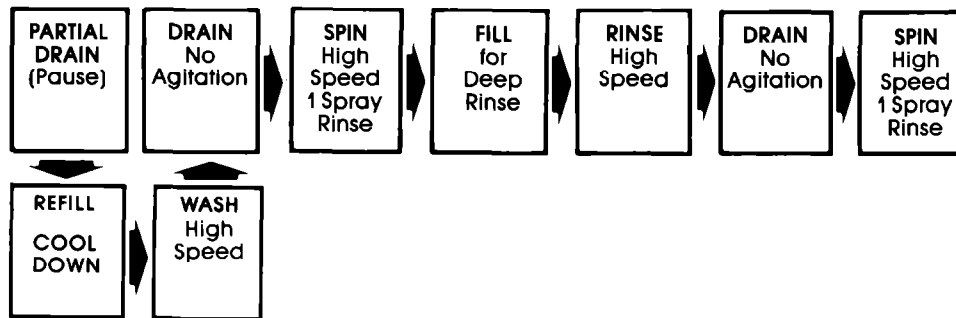 PARTIAL
DRAIN
(Pause)
REFILL
COOL
DOWN
WASH
High
Speed
DRAIN
No
Agitation
SPIN
High
Speed
1 Spray
Rinse
FILL
for
Deep
Rinse
RINSE
High
Speed
DRAIN
No
Agitation
SPIN
High
Speed
1 Spray
Rinse